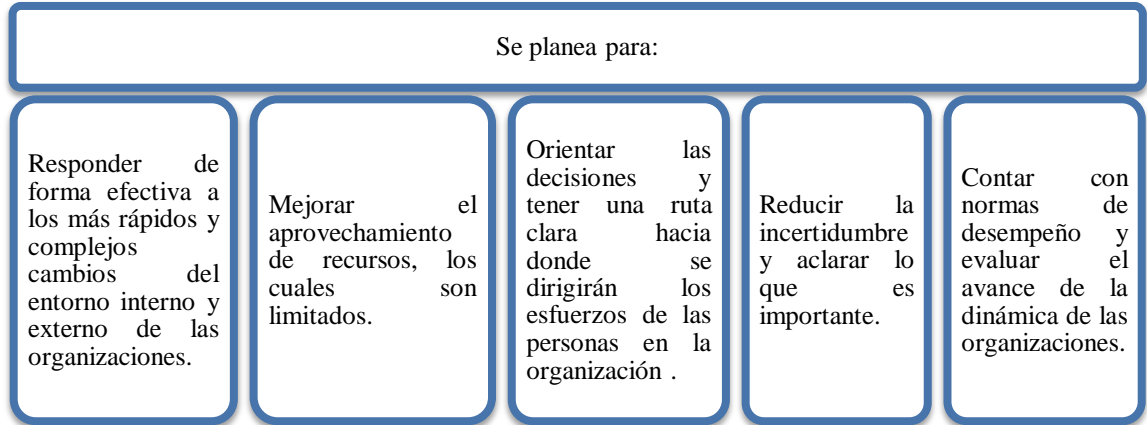 Se planea para:
Responder de
forma efectiva a
los más rápidos y
complejos
cambios del
entorno interno y
externo de las
organizaciones.
Mejorar el
aprovechamiento
de recursos, los
cuales son
limitados.
Orientar las
decisiones y
tener una ruta
clara hacia
donde se
dirigirán los
esfuerzos de las
personas en la
organización .
Reducir la
incertidumbre
y aclarar lo
que es
importante.
Contar con
normas de
desempeño y
evaluar el
avance de la
dinámica de las
organizaciones.